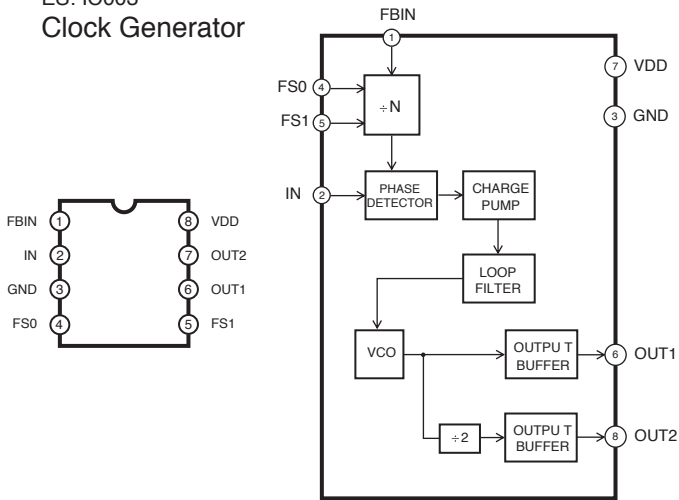 Clock Generator
FBIN
1
7 VDD
FS0 4
÷N
FS1 5
3 GND
IN 2
PHASE
DETECTOR
CHARGE
PUMP
FBIN 1
8 VDD
IN 2
7 OUT2
GND 3
6 OUT1
FS0 4
5 FS1
LOOP
FILTER
VCO
OUTPU T
BUFFER
6 OUT1
÷2
OUTPU T
BUFFER
8 OUT2